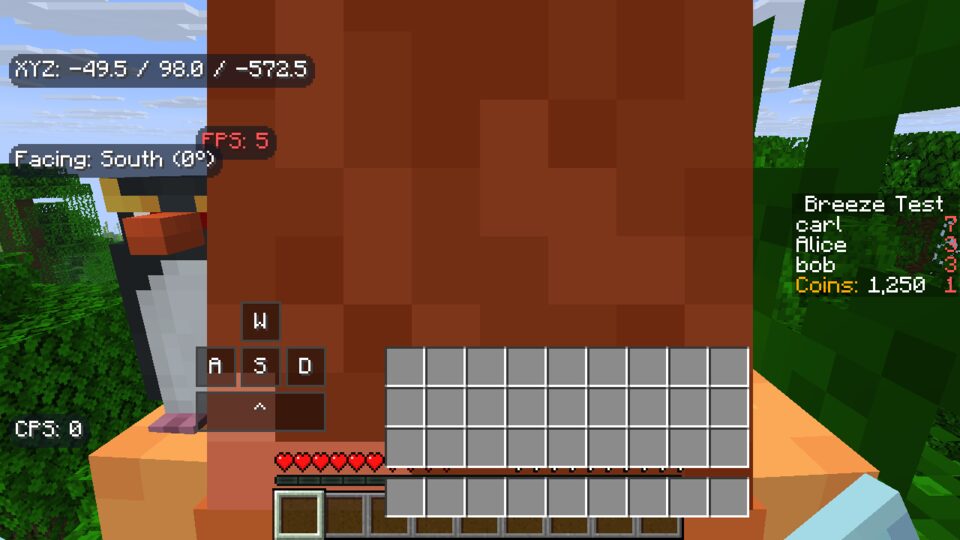 XYZ: -49.5 / 98.0 / -572.5
FPS: 5
Facing: South (0°)
Breeze Test
carl 7
Alice 3
bob 3
Coins: 1,250 1
W
A S D
^
CPS: 0